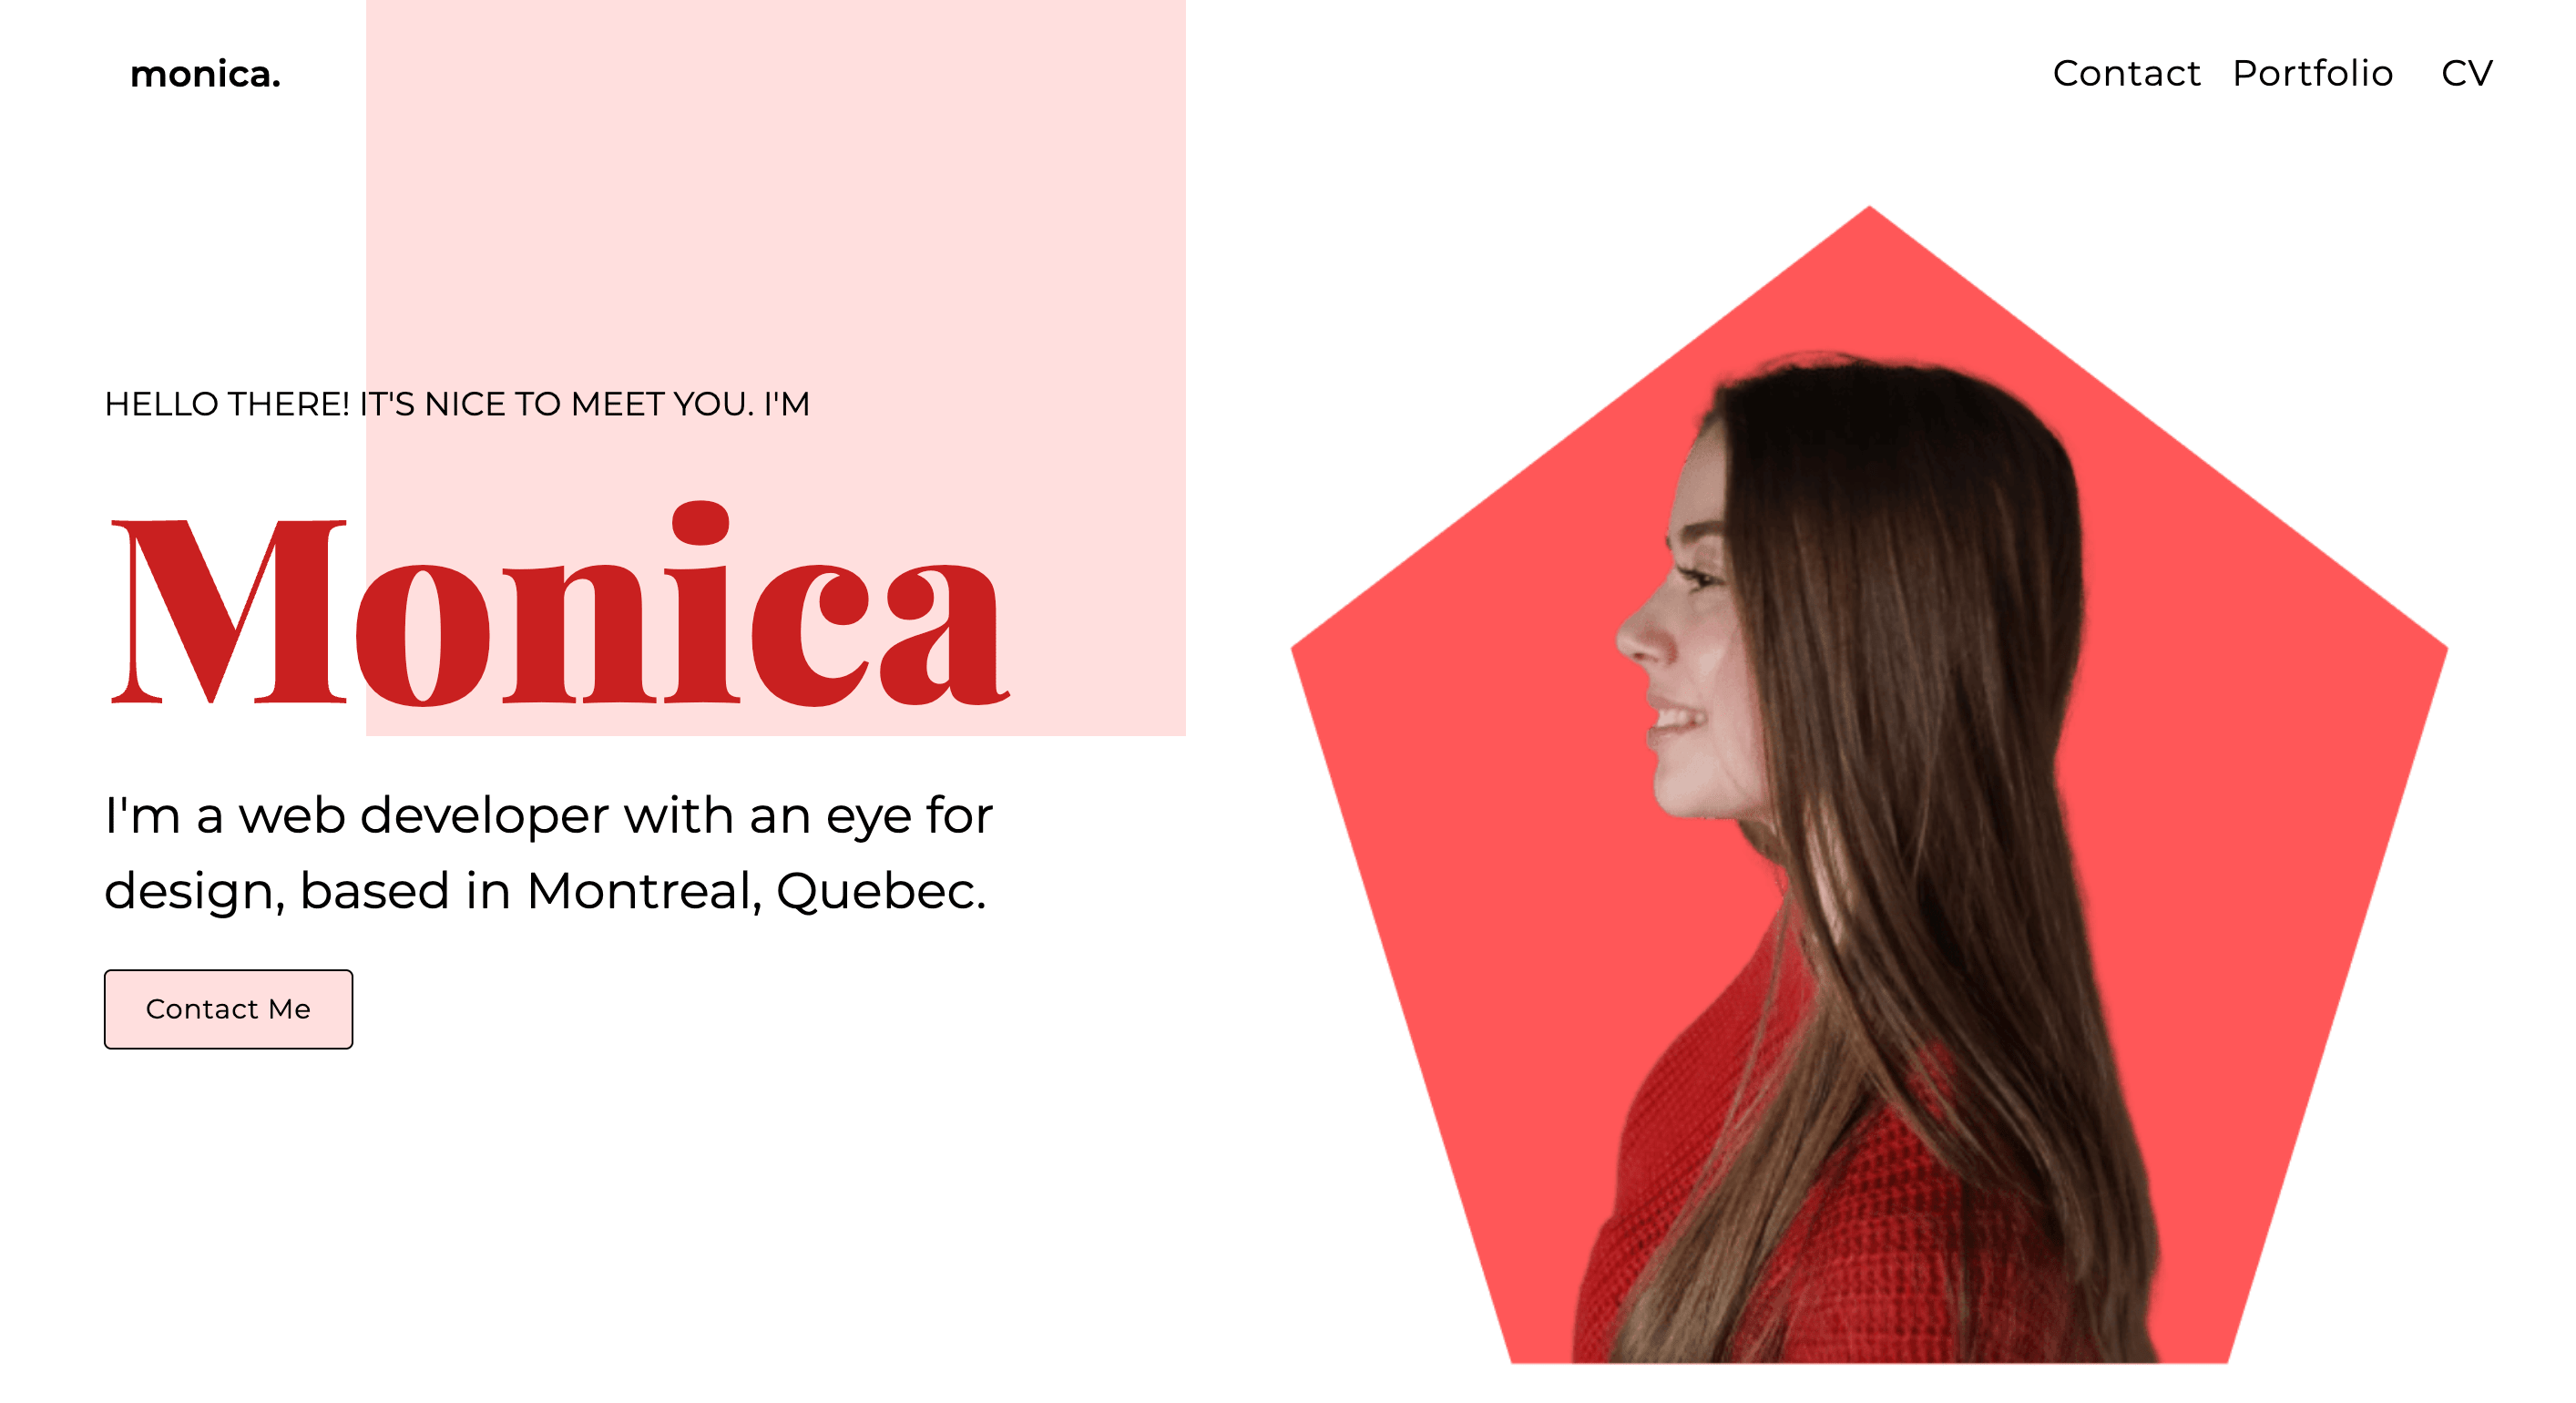 monica.
Contact Portfolio CV
HELLO THERE! IT'S NICE TO MEET YOU. I'M
Monica
I'm a web developer with an eye for
design, based in Montreal, Quebec.
Contact Me